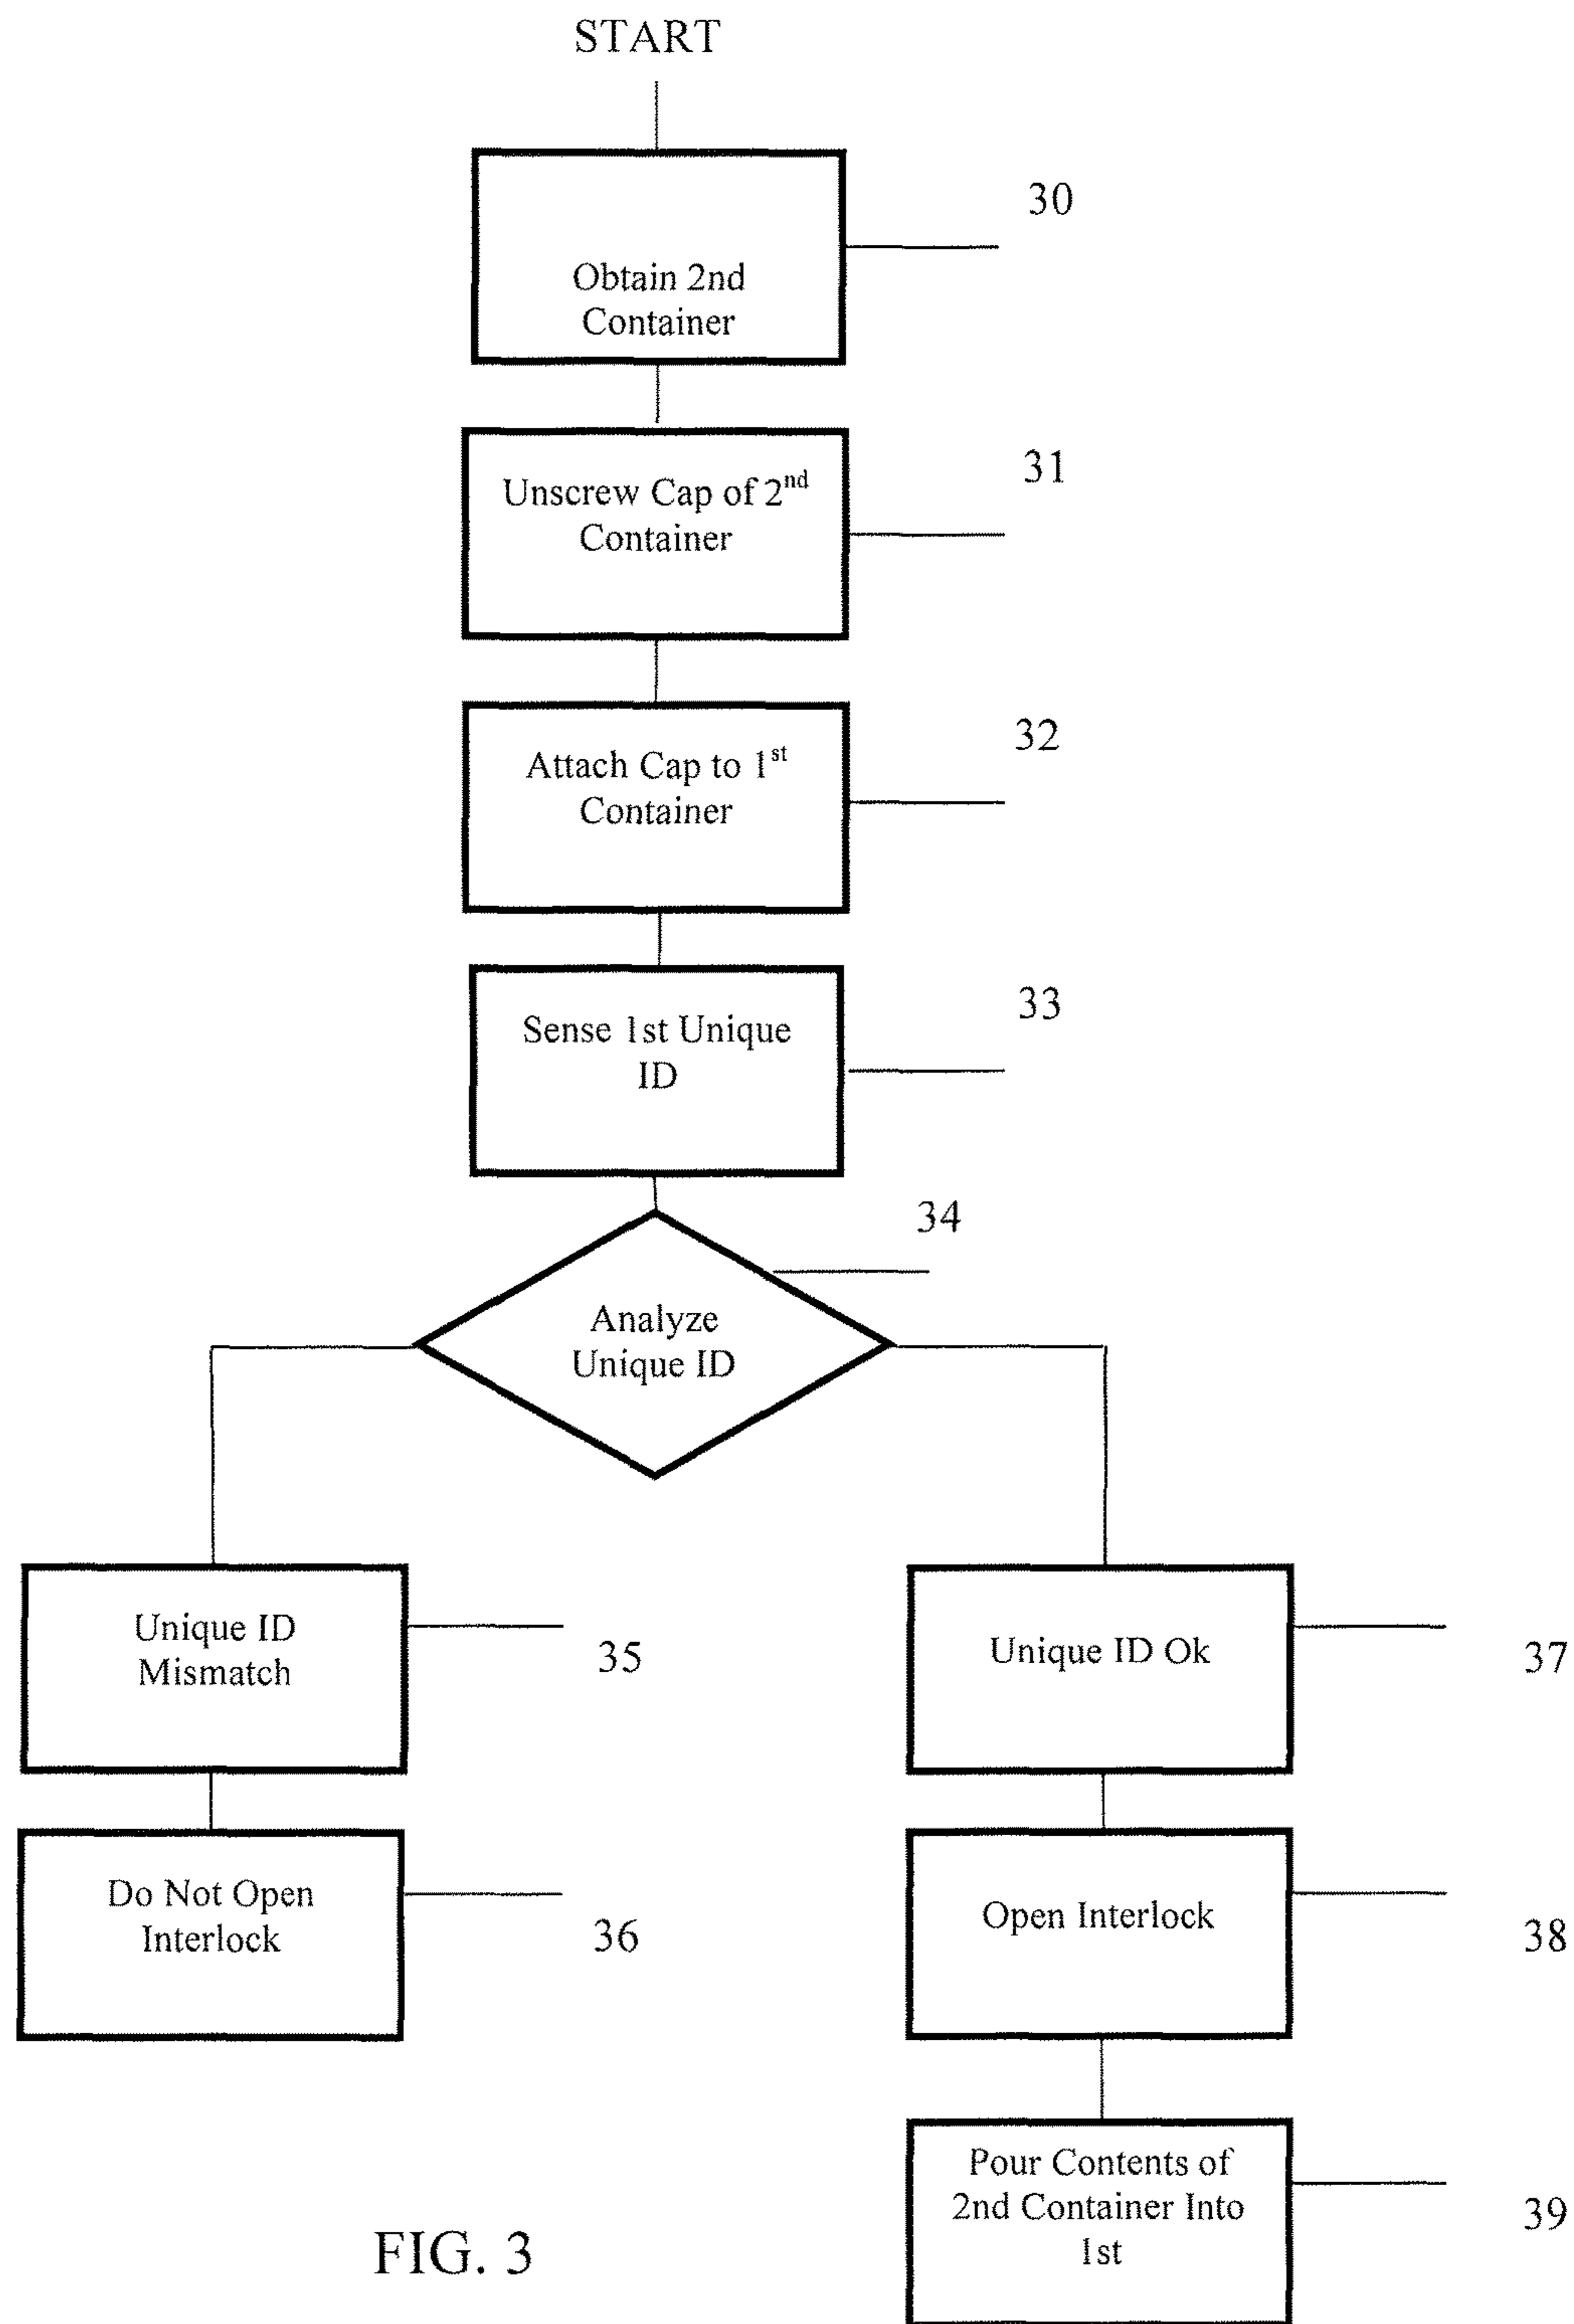 START
30
Obtain 2nd
Container
31
Unscrew Cap of 2nd
Container
32
Attach Cap to 1st
Container
33
Sense 1st Unique
ID
34
Analyze
Unique ID
Unique ID
Mismatch
35
Unique ID Ok
37
Do Not Open
Interlock
36
Open Interlock
38
Pour Contents of
2nd Container Into
1st
39
FIG. 3